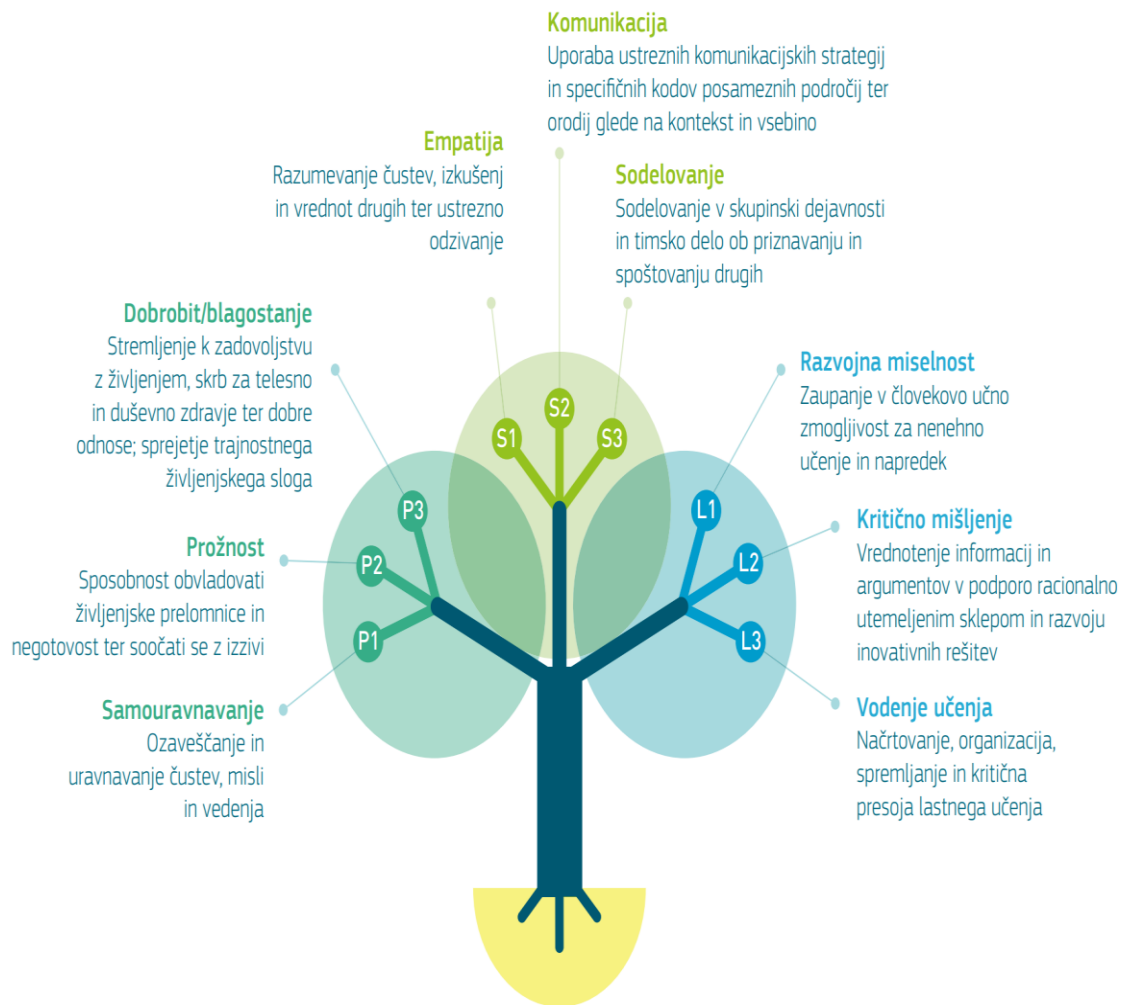 Komunikacija
Uporaba ustreznih komunikacijskih strategij
in specifičnih kodov posameznih področij ter
orodij glede na kontekst in vsebino
Empatija
Razumevanje čustev, izkušenj
in vrednot drugih ter ustrezno
odzivanje
Sodelovanje
Sodelovanje v skupinski dejavnosti
in timsko delo ob priznavanju in
spoštovanju drugih
Dobrobit/blagostanje
Stremljenje k zadovoljstvu
z življenjem, skrb za telesno
in duševno zdravje ter dobre
odnose; sprejetje trajnostnega
življenjskega sloga
Razvojna miselnost
Zaupanje v človekovo učno
zmogljivost za nenehno
učenje in napredek
S1
S2
S3
P3
P2
P1
L1
L2
L3
Prožnost
Sposobnost obvladovati
življenjske prelomnice in
negotovost ter soočati se z izzivi
Kritično mišljenje
Vrednotenje informacij in
argumentov v podporo racionalno
utemeljenim sklepom in razvoju
inovativnih rešitev
Samouravnavanje
Ozaveščanje in
uravnavanje čustev, misli
in vedenja
Vodenje učenja
Načrtovanje, organizacija,
spremljanje in kritična
presoja lastnega učenja